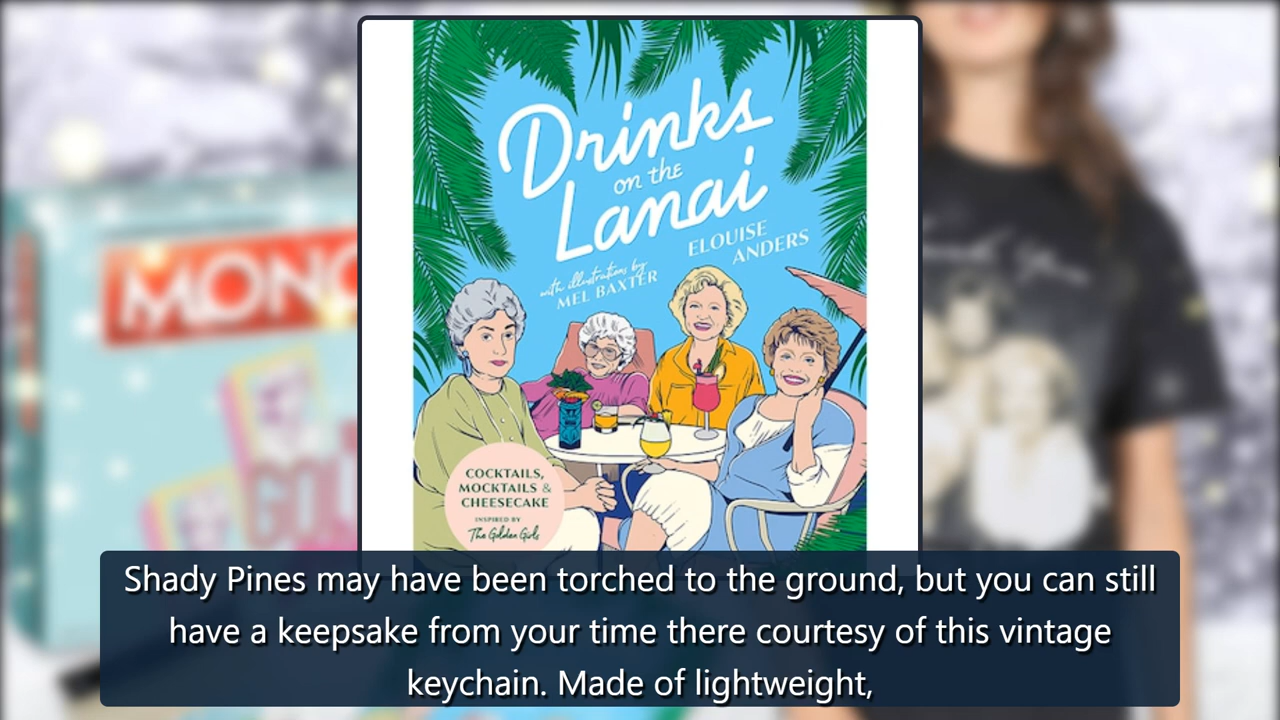 Drinks
on the
Lanai
ELOUISE
ANDERS
with illustrations by
MEL BAXTER
MONO
GOL
COCKTAILS,
MOCKTAILS &
CHEESECAKE
INSPIRED BY
The Golden Girls
Shady Pines may have been torched to the ground, but you can still
have a keepsake from your time there courtesy of this vintage
keychain. Made of lightweight,